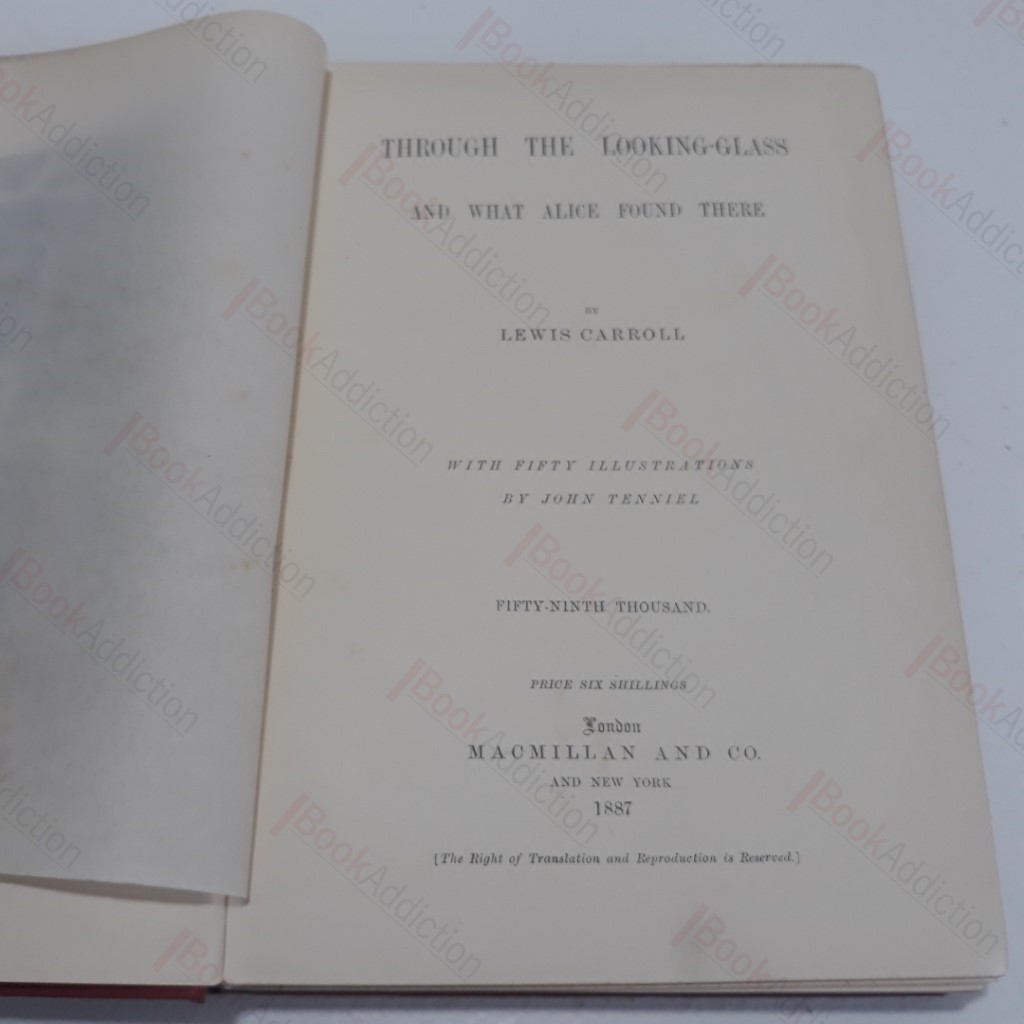 THROUGH THE LOOKING-GLASS
AND WHAT ALICE FOUND THERE
BY
LEWIS CARROLL
WITH FIFTY ILLUSTRATIONS
BY JOHN TENNIEL
FIFTY-NINTH THOUSAND.
PRICE SIX SHILLINGS
London
MACMILLAN AND CO.
AND NEW YORK
1887
[The Right of Translation and Reproduction is Reserved.]
BookAddiction